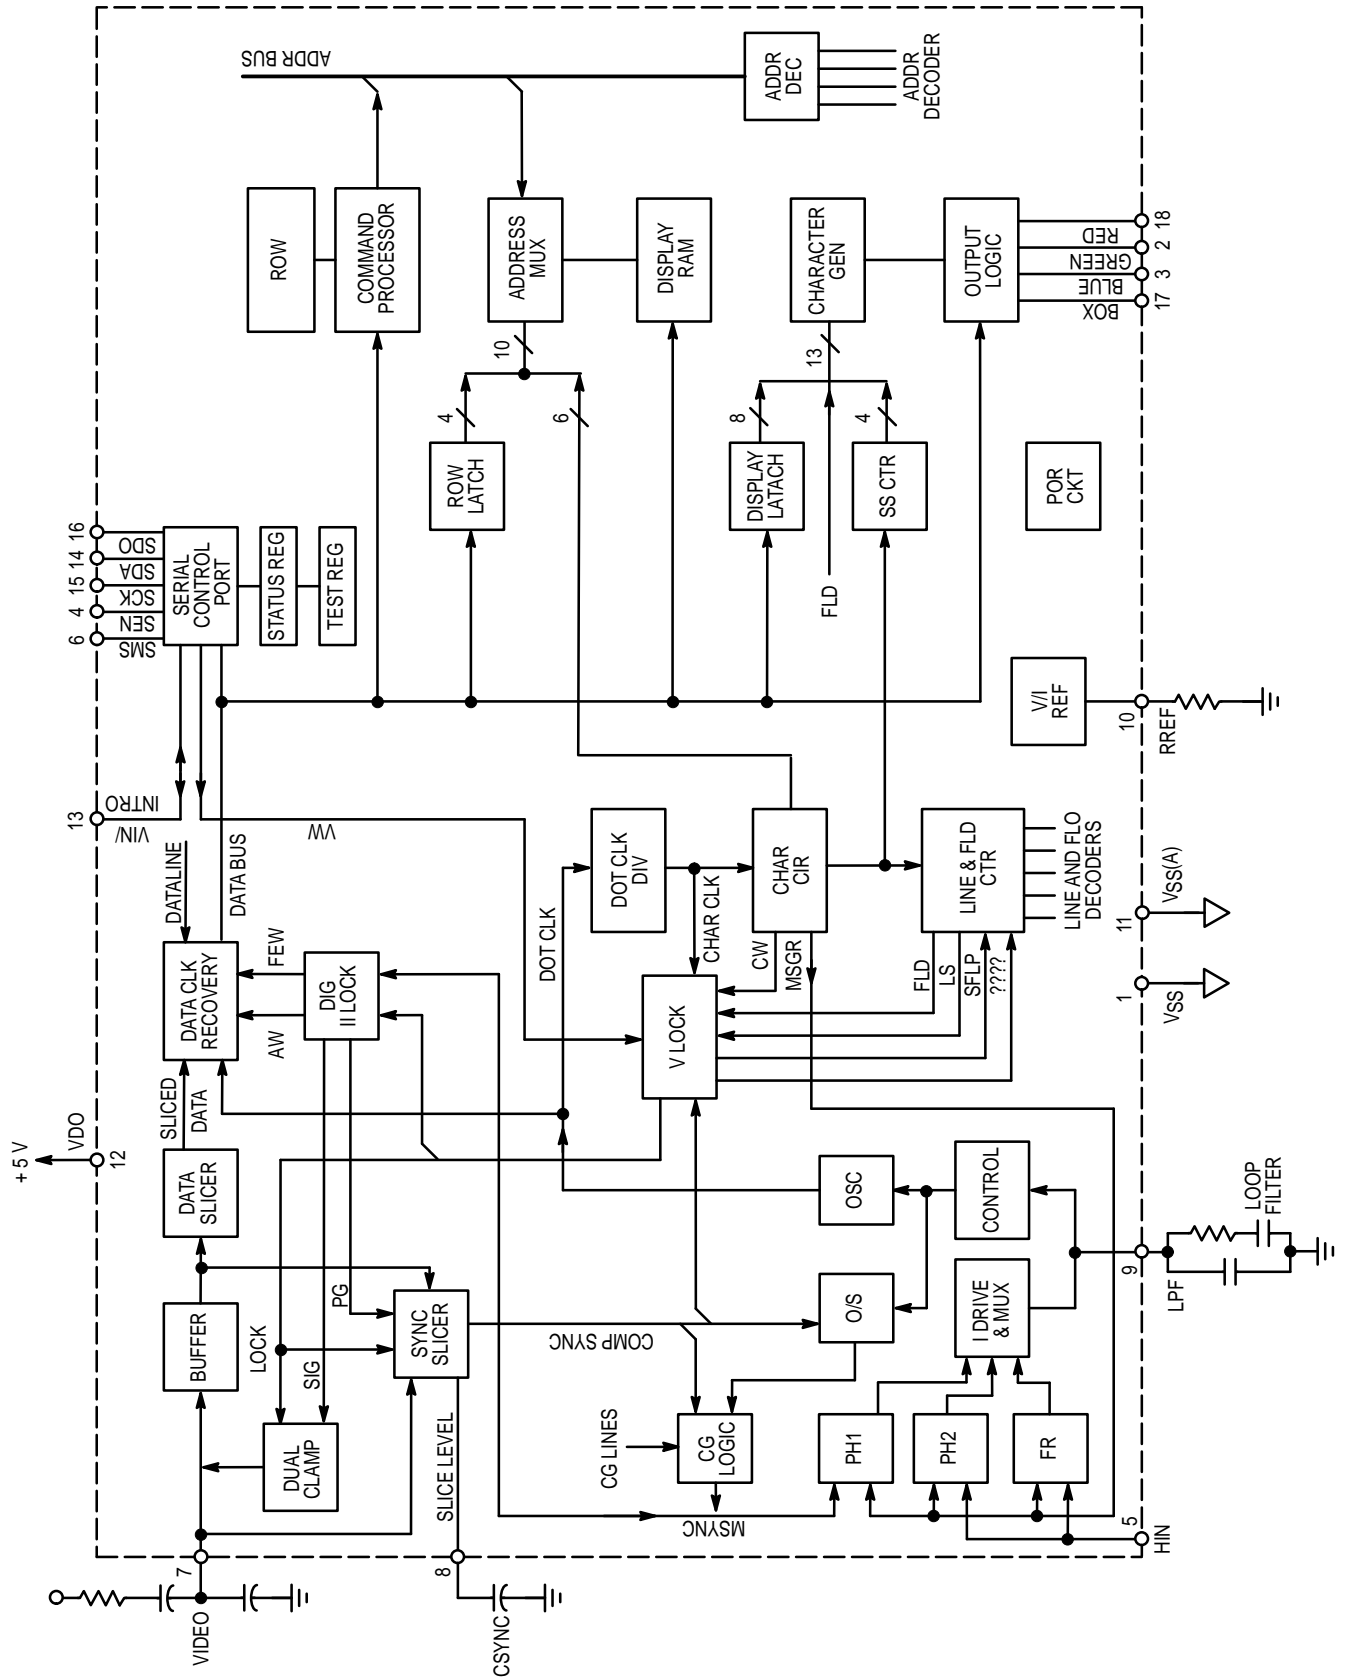 + 5 V
VDO
12
VIN/
INTRO
13
SMS
6
SEN
4
SCK
15
SDA
14
SDO
16
VIDEO
7
BUFFER
DATA
SLICER
SLICED
DATA
DATA CLK
RECOVERY
DATALINE
DATA BUS
VW
SERIAL
CONTROL
PORT
STATUS REG
TEST REG
ROW
COMMAND
PROCESSOR
ADDR BUS
DUAL
CLAMP
LOCK
SIG
PG
AW
FEW
DIG
II LOCK
SYNC
SLICER
SLICE LEVEL
8
CSYNC
COMP SYNC
DOT CLK
DOT CLK
DIV
CHAR CLK
ROW
LATCH
4
6
10
ADDRESS
MUX
DISPLAY
RAM
ADDR
DEC
ADDR
DECODER
CG LINES
CG
LOGIC
MSYNC
V LOCK
CW
MSGR
CHAR
CIR
FLD
LS
SFLP
????
LINE & FLD
CTR
LINE AND FLO
DECODERS
DISPLAY
LATACH
8
FLD
SS CTR
4
13
CHARACTER
GEN
OUTPUT
LOGIC
PH1
PH2
FR
O/S
OSC
I DRIVE
& MUX
CONTROL
V/I
REF
POR
CKT
5
HIN
9
LPF
LOOP
FILTER
1
VSS
11
VSS(A)
10
RREF
BOX
17
BLUE
3
GREEN
2
RED
18